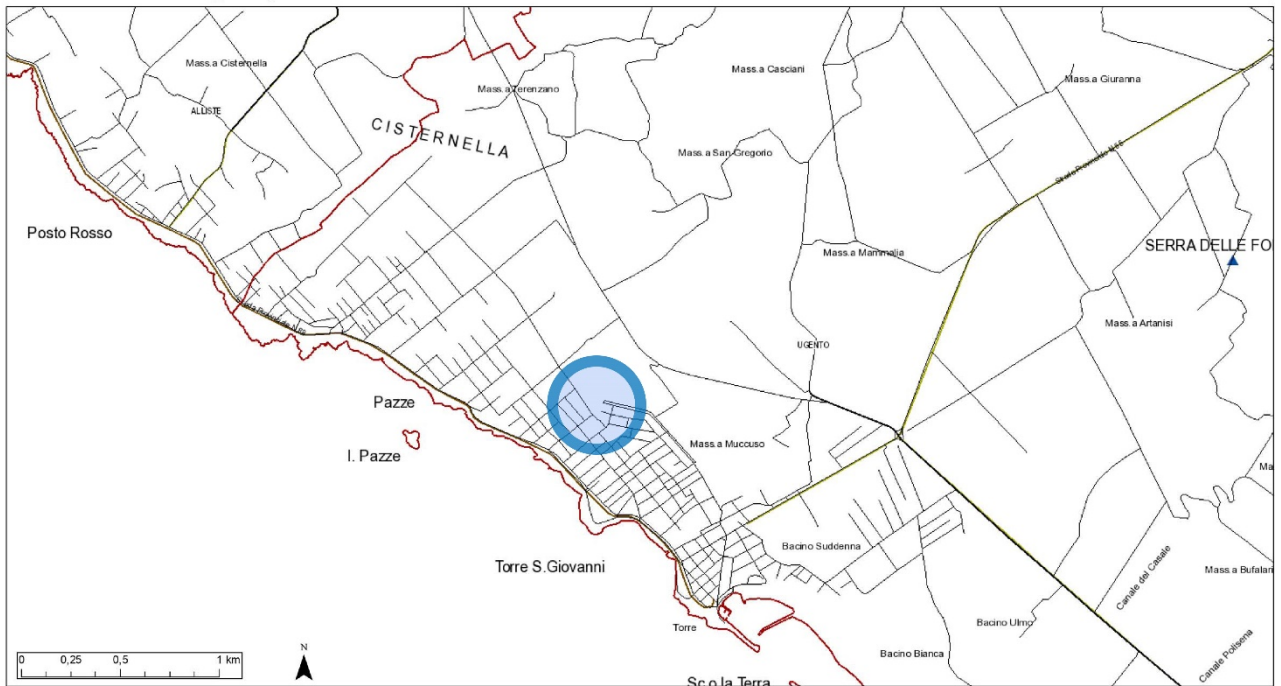 Mass.a Cisternella
Mass.a Casciani
Mass.a Giuranna
Mass.a Terenzano
ALLISTE
CISTERNELLA
Mass.a San Gregorio
Posto Rosso
Mass.a Mammalia
SERRA DELLE FO
Mass.a Artanisi
UGENTO
Pazze
I. Pazze
Mass.a Muccuso
Ma
Bacino Suddenna
Torre S.Giovanni
Mass.a Bufalari
Canale del Casale
Bacino Ulmo
Torre
Bacino Bianca
Canale Polisena
N
0 0,25 0,5 1 km
Sc.o la Terra